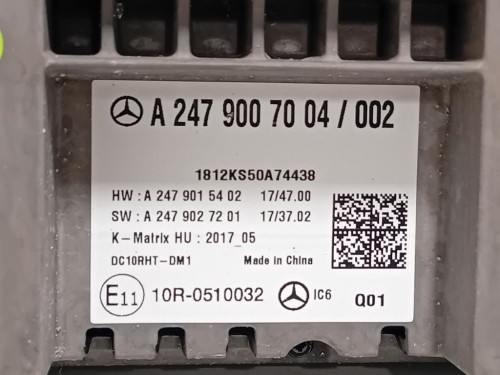 A 247 900 70 04 / 002
1812KS50A74438
HW : A 247 901 54 02 17/47.00
SW : A 247 902 72 01 17/37.02
K-Matrix HU : 2017_05
DC10RHT-DM1 Made in China
E11 10R-0510032 IC6 Q01